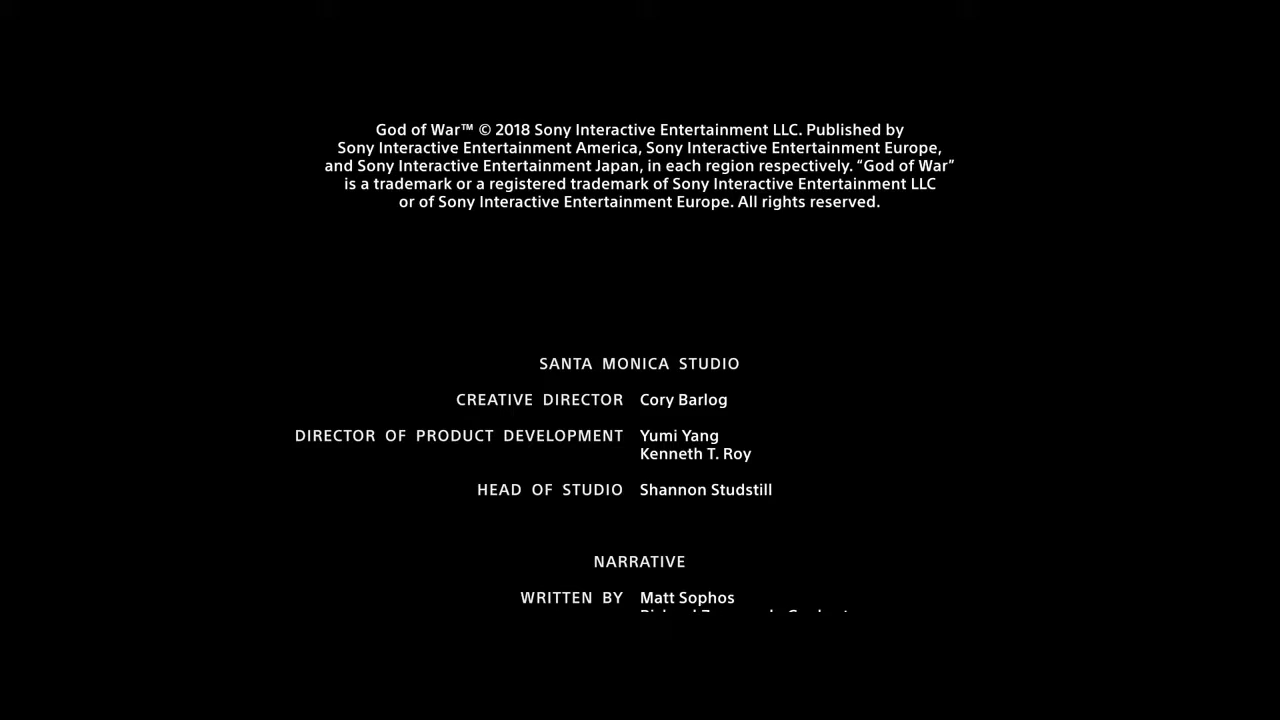 God of War™ © 2018 Sony Interactive Entertainment LLC. Published by
Sony Interactive Entertainment America, Sony Interactive Entertainment Europe,
and Sony Interactive Entertainment Japan, in each region respectively. “God of War”
is a trademark or a registered trademark of Sony Interactive Entertainment LLC
or of Sony Interactive Entertainment Europe. All rights reserved.
SANTA MONICA STUDIO
CREATIVE DIRECTOR Cory Barlog
DIRECTOR OF PRODUCT DEVELOPMENT Yumi Yang
Kenneth T. Roy
HEAD OF STUDIO Shannon Studstill
NARRATIVE
WRITTEN BY Matt Sophos